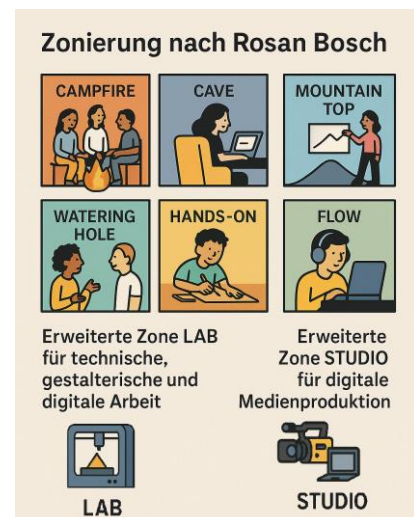 Zonierung nach Rosan Bosch
CAMPFIRE
CAVE
MOUNTAIN
TOP
WATERING
HOLE
HANDS-ON
FLOW
Erweiterte Zone LAB
für technische,
gestalterische und
digitale Arbeit
LAB
Erweiterte
Zone STUDIO
für digitale
Medienproduktion
STUDIO